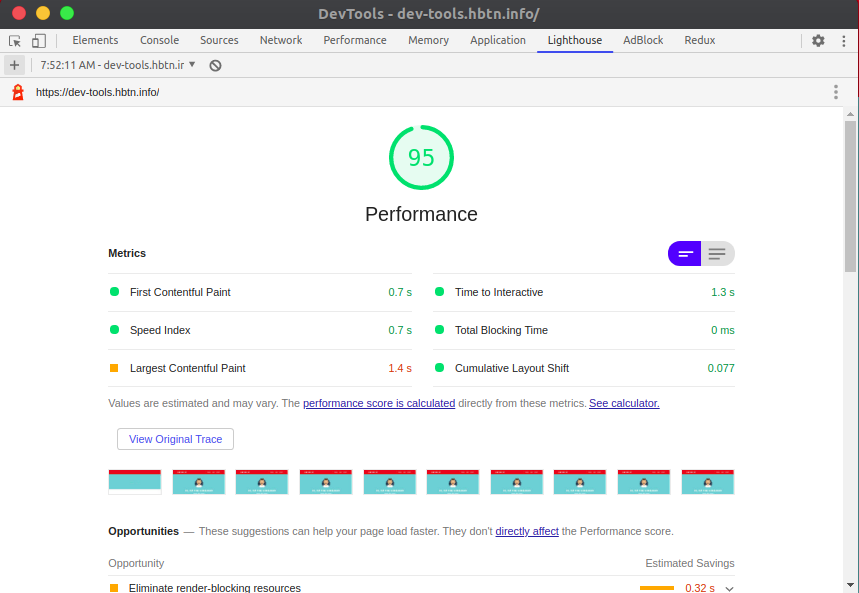 DevTools - dev-tools.hbtn.info/
Elements Console Sources Network Performance Memory Application Lighthouse AdBlock Redux
+ 7:52:11 AM - dev-tools.hbtn.ir
https://dev-tools.hbtn.info/
95
Performance
Metrics
First Contentful Paint 0.7 s Time to Interactive 1.3 s
Speed Index 0.7 s Total Blocking Time 0 ms
Largest Contentful Paint 1.4 s Cumulative Layout Shift 0.077
Values are estimated and may vary. The performance score is calculated directly from these metrics. See calculator.
View Original Trace
Opportunities — These suggestions can help your page load faster. They don't directly affect the Performance score.
Opportunity Estimated Savings
Eliminate render-blocking resources 0.32 s